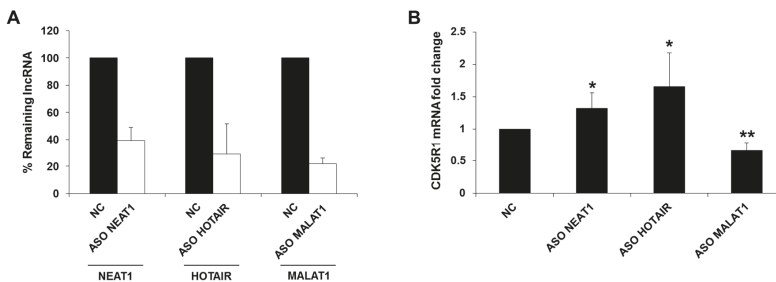 A
% Remaining lncRNA
120
100
80
60
40
20
0
NC
ASO NEAT1
NC
ASO HOTAIR
NC
ASO MALAT1
NEAT1
HOTAIR
MALAT1
B
CDK5R1 mRNA fold change
2.5
2
1.5
1
0.5
0
*
*
**
NC
ASO NEAT1
ASO HOTAIR
ASO MALAT1